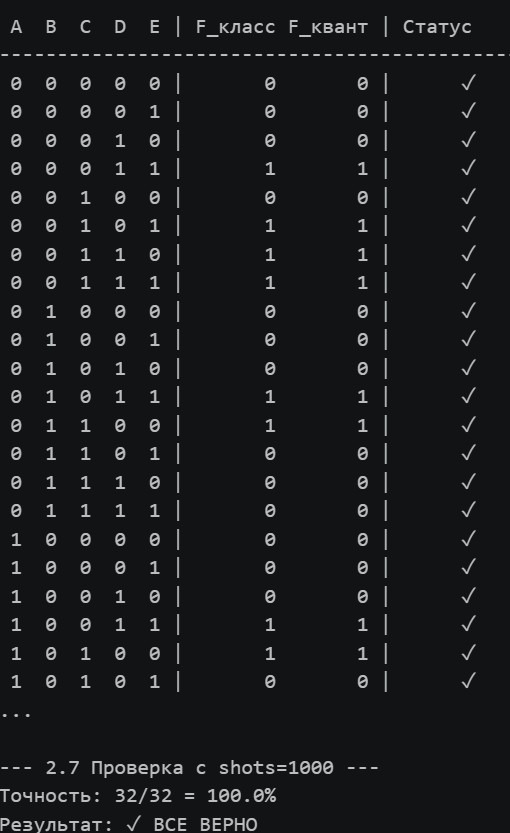 A B C D E | F_класс F_квант | Статус
--------------------------------------------------
0 0 0 0 0 | 0 0 | ✓
0 0 0 0 1 | 0 0 | ✓
0 0 0 1 0 | 0 0 | ✓
0 0 0 1 1 | 1 1 | ✓
0 0 1 0 0 | 0 0 | ✓
0 0 1 0 1 | 1 1 | ✓
0 0 1 1 0 | 1 1 | ✓
0 0 1 1 1 | 1 1 | ✓
0 1 0 0 0 | 0 0 | ✓
0 1 0 0 1 | 0 0 | ✓
0 1 0 1 0 | 0 0 | ✓
0 1 0 1 1 | 1 1 | ✓
0 1 1 0 0 | 1 1 | ✓
0 1 1 0 1 | 0 0 | ✓
0 1 1 1 0 | 0 0 | ✓
0 1 1 1 1 | 0 0 | ✓
1 0 0 0 0 | 0 0 | ✓
1 0 0 0 1 | 0 0 | ✓
1 0 0 1 0 | 0 0 | ✓
1 0 0 1 1 | 1 1 | ✓
1 0 1 0 0 | 1 1 | ✓
1 0 1 0 1 | 0 0 | ✓
...
--- 2.7 Проверка с shots=1000 ---
Точность: 32/32 = 100.0%
Результат: ✓ ВСЕ ВЕРНО